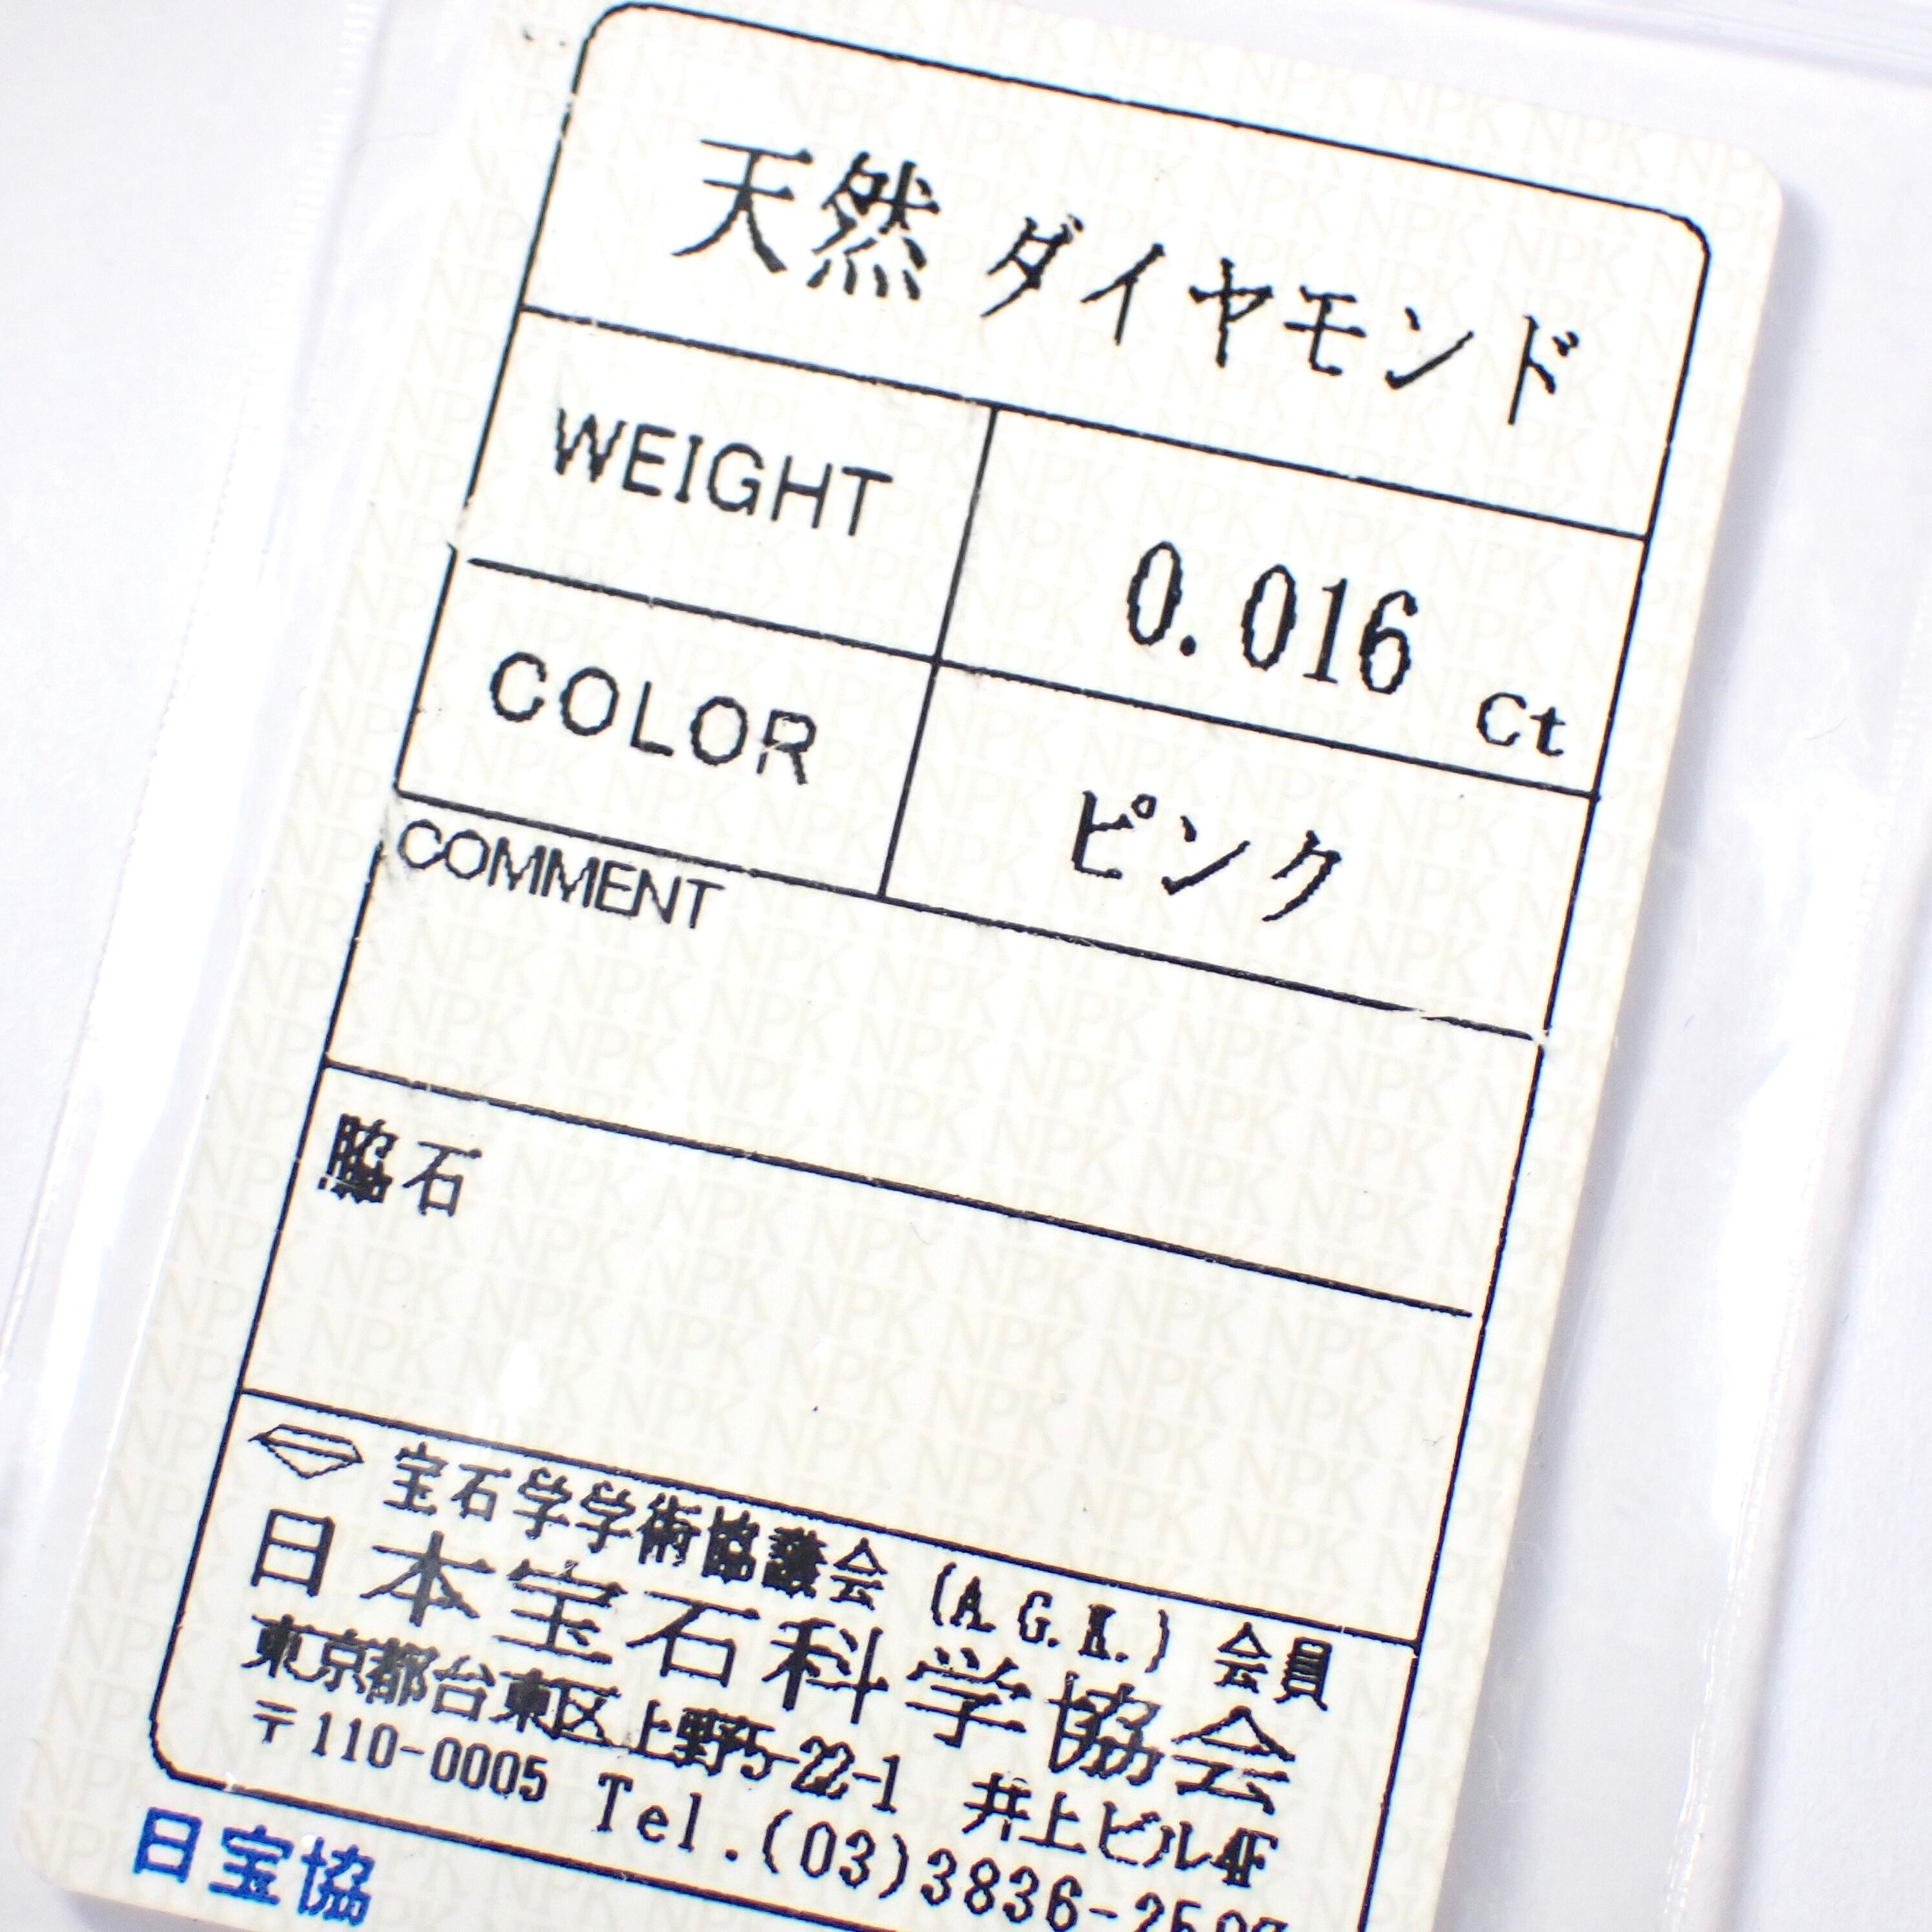 天然 ダイヤモンド
WEIGHT 0.016 Ct
COLOR ピンク
COMMENT
脇石
宝石学学術協議会 (A.G.K.) 会員
日本宝石科学協会
東京都台東区上野5-22-1 井上ビル4F
〒110-0005 Tel.(03)3836-
日宝協